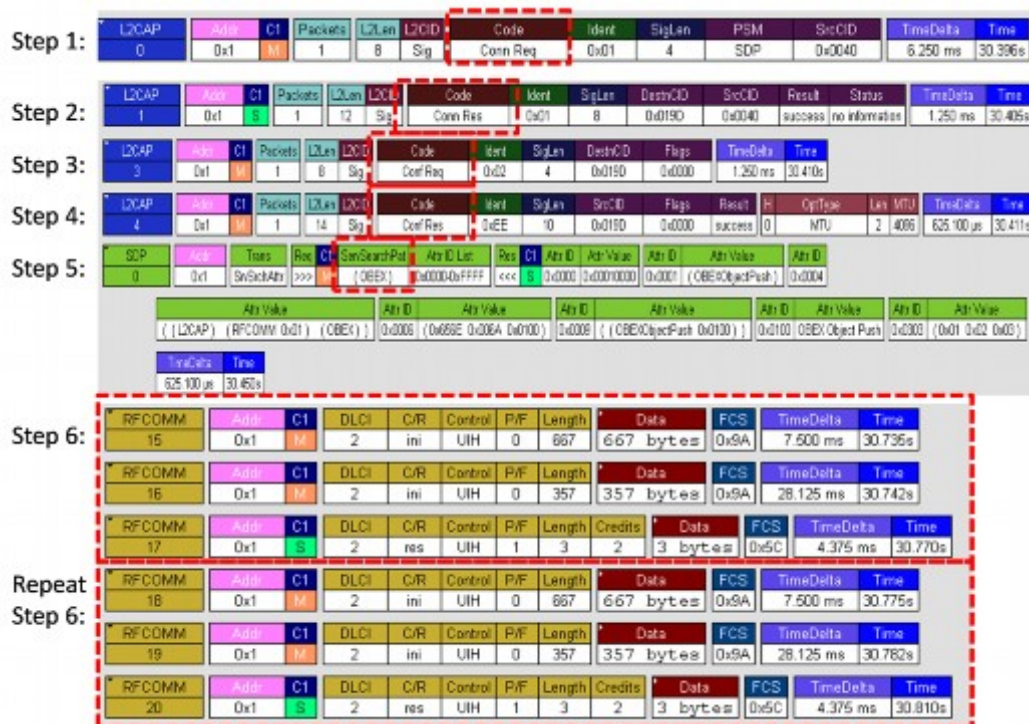 L2CAP Addr C1 Packets L2Len L2CID Code Ident SigLen PSM SrcCID TimeDelta Time
Step 1: 0 0x1 M 1 8 Sig Conn Req 0x01 4 SDP 0x0040 6.250 ms 30.396s
L2CAP Addr C1 Packets L2Len L2CID Code Ident SigLen DestnCID SrcCID Result Status TimeDelta Time
Step 2: 1 0x1 S 1 12 Sig Conn Res 0x01 8 0x019D 0x0040 success no information 1.250 ms 30.405s
L2CAP Addr C1 Packets L2Len L2CID Code Ident SigLen DestnCID Flags TimeDelta Time
Step 3: 3 0x1 M 1 8 Sig Conf Req 0x02 4 0x019D 0x0000 1.250 ms 30.410s
L2CAP Addr C1 Packets L2Len L2CID Code Ident SigLen SrcCID Flags Result H OptType Len MTU TimeDelta Time
Step 4: 4 0x1 M 1 14 Sig Conf Res 0xEE 10 0x019D 0x0000 success 0 MTU 2 4096 625.100 µs 30.411s
SDP Addr Trans Req C1 ServSearchPat Attr ID List Res C1 Attr ID Attr Value Attr ID Attr Value Attr ID
Step 5: 0 0x1 SrvSrchAttr >>> M (OBEX) 0x0000-0xFFFF <<< S 0x0000 0x00010000 0x0001 (OBEXObjectPush) 0x0004
Attr Value Attr ID Attr Value Attr ID Attr Value Attr ID Attr Value Attr ID Attr Value
((L2CAP) (RFCOMM 0x01) (OBEX)) 0x0006 (0x656E 0x006A 0x0100) 0x0009 ((OBEXObjectPush 0x0100)) 0x0100 OBEX Object Push 0x0303 (0x01 0x02 0x03)
TimeDelta Time
625.100 µs 30.460s
RFCOMM Addr C1 DLCI C/R Control P/F Length Data FCS TimeDelta Time
Step 6: 15 0x1 M 2 ini UIH 0 667 667 bytes 0x9A 7.500 ms 30.735s
RFCOMM Addr C1 DLCI C/R Control P/F Length Data FCS TimeDelta Time
16 0x1 M 2 ini UIH 0 357 357 bytes 0x9A 28.125 ms 30.742s
RFCOMM Addr C1 DLCI C/R Control P/F Length Credits Data FCS TimeDelta Time
17 0x1 S 2 res UIH 1 3 2 3 bytes 0x5C 4.375 ms 30.770s
Repeat RFCOMM Addr C1 DLCI C/R Control P/F Length Data FCS TimeDelta Time
Step 6: 18 0x1 M 2 ini UIH 0 667 667 bytes 0x9A 7.500 ms 30.775s
RFCOMM Addr C1 DLCI C/R Control P/F Length Data FCS TimeDelta Time
19 0x1 M 2 ini UIH 0 357 357 bytes 0x9A 28.125 ms 30.782s
RFCOMM Addr C1 DLCI C/R Control P/F Length Credits Data FCS TimeDelta Time
20 0x1 S 2 res UIH 1 3 2 3 bytes 0x5C 4.375 ms 30.810s